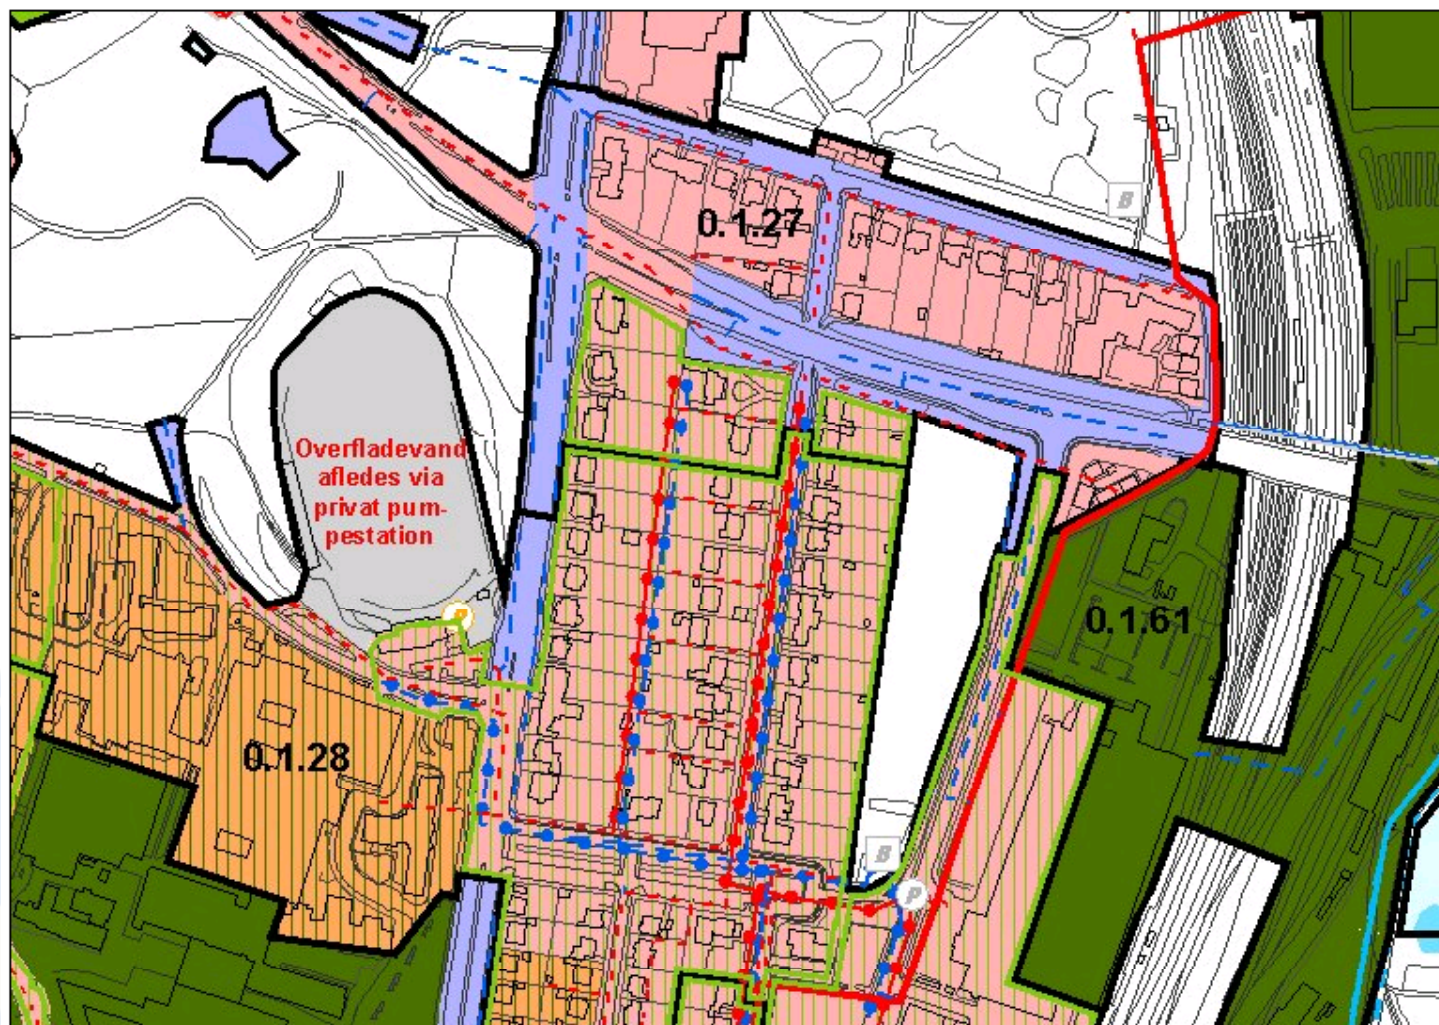 B
0.1.27
Overfladevand
afledes via
privat pum-
pestation
P
0.1.61
0.1.28
B
P